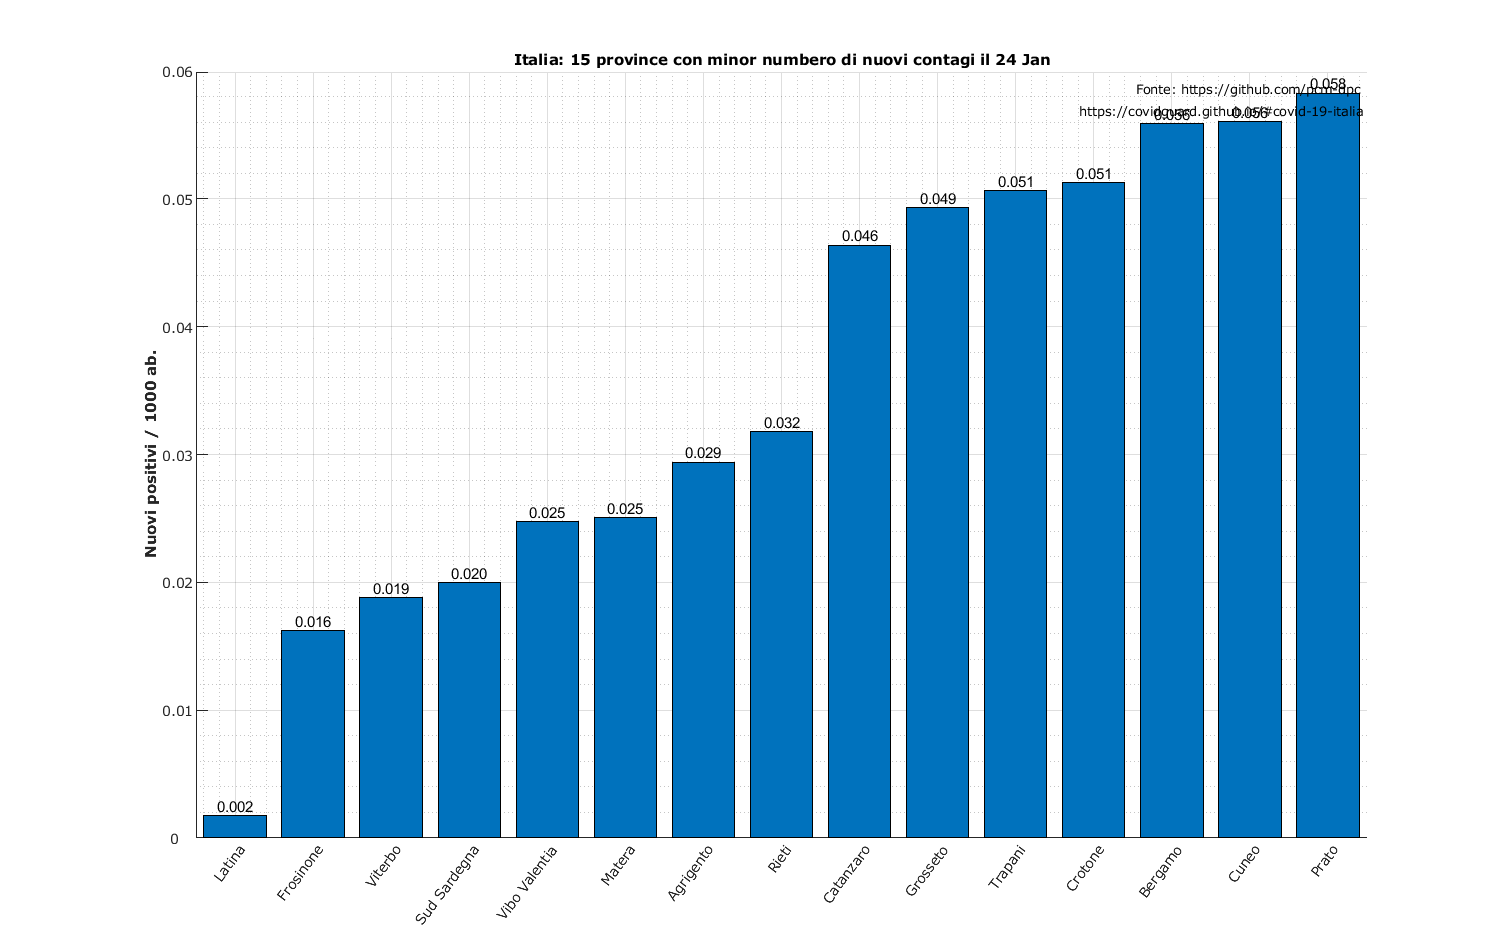 Italia: 15 province con minor numbero di nuovi contagi il 24 Jan
Fonte: https://github.com/pcm-dpc
https://covidguard.github.io/#covid-19-italia
Nuovi positivi / 1000 ab.
0.06
0.05
0.04
0.03
0.02
0.01
0
0.002
0.016
0.019
0.020
0.025
0.025
0.029
0.032
0.046
0.049
0.051
0.051
0.056
0.056
0.058
Latina
Frosinone
Viterbo
Sud Sardegna
Vibo Valentia
Matera
Agrigento
Rieti
Catanzaro
Grosseto
Trapani
Crotone
Bergamo
Cuneo
Prato